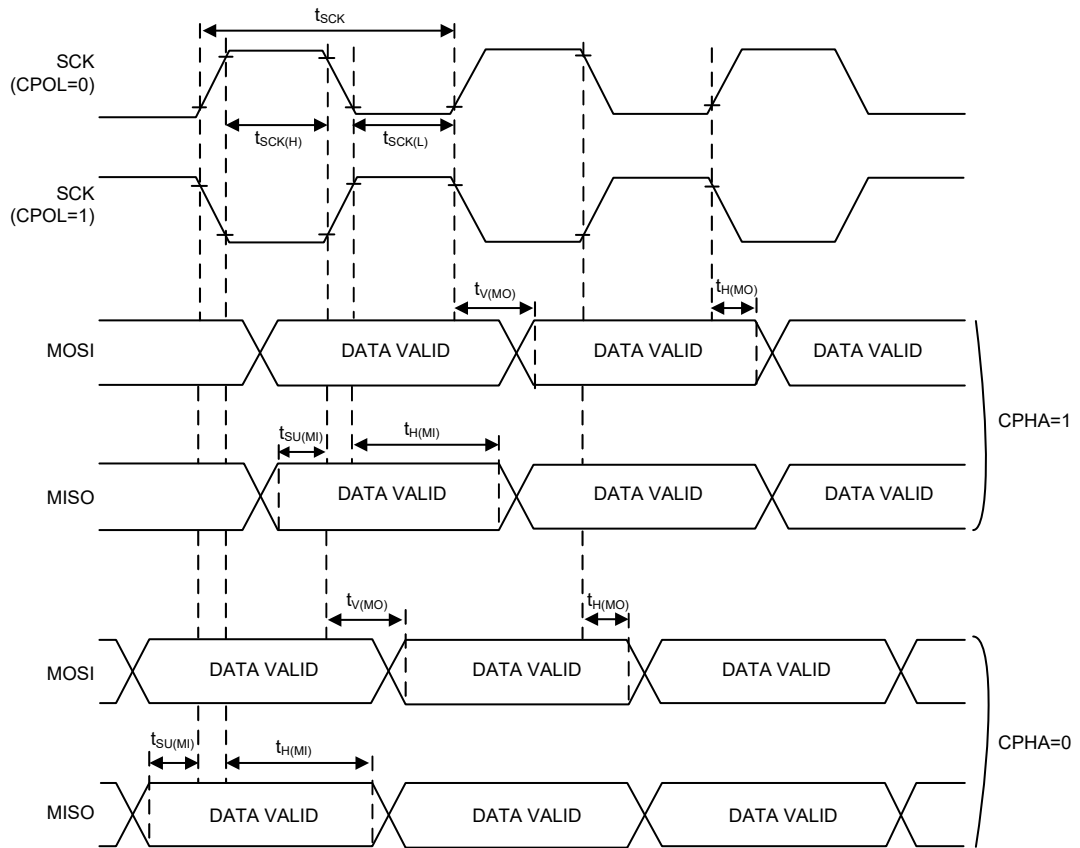 tSCK
SCK
(CPOL=0)
tSCK(H)
tSCK(L)
SCK
(CPOL=1)
tV(MO)
tH(MO)
MOSI
DATA VALID
DATA VALID
DATA VALID
CPHA=1
tSU(MI)
tH(MI)
MISO
DATA VALID
DATA VALID
DATA VALID
tV(MO)
tH(MO)
MOSI
DATA VALID
DATA VALID
DATA VALID
CPHA=0
tSU(MI)
tH(MI)
MISO
DATA VALID
DATA VALID
DATA VALID